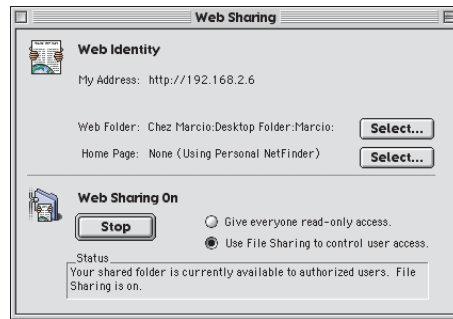 Web Sharing
Web Identity
My Address: http://192.168.2.6
Web Folder: Chez Marcio:Desktop Folder:Marcio:
Select...
Home Page: None (Using Personal NetFinder)
Select...
Web Sharing On
Stop
Give everyone read-only access.
Use File Sharing to control user access.
Status
Your shared folder is currently available to authorized users. File
Sharing is on.